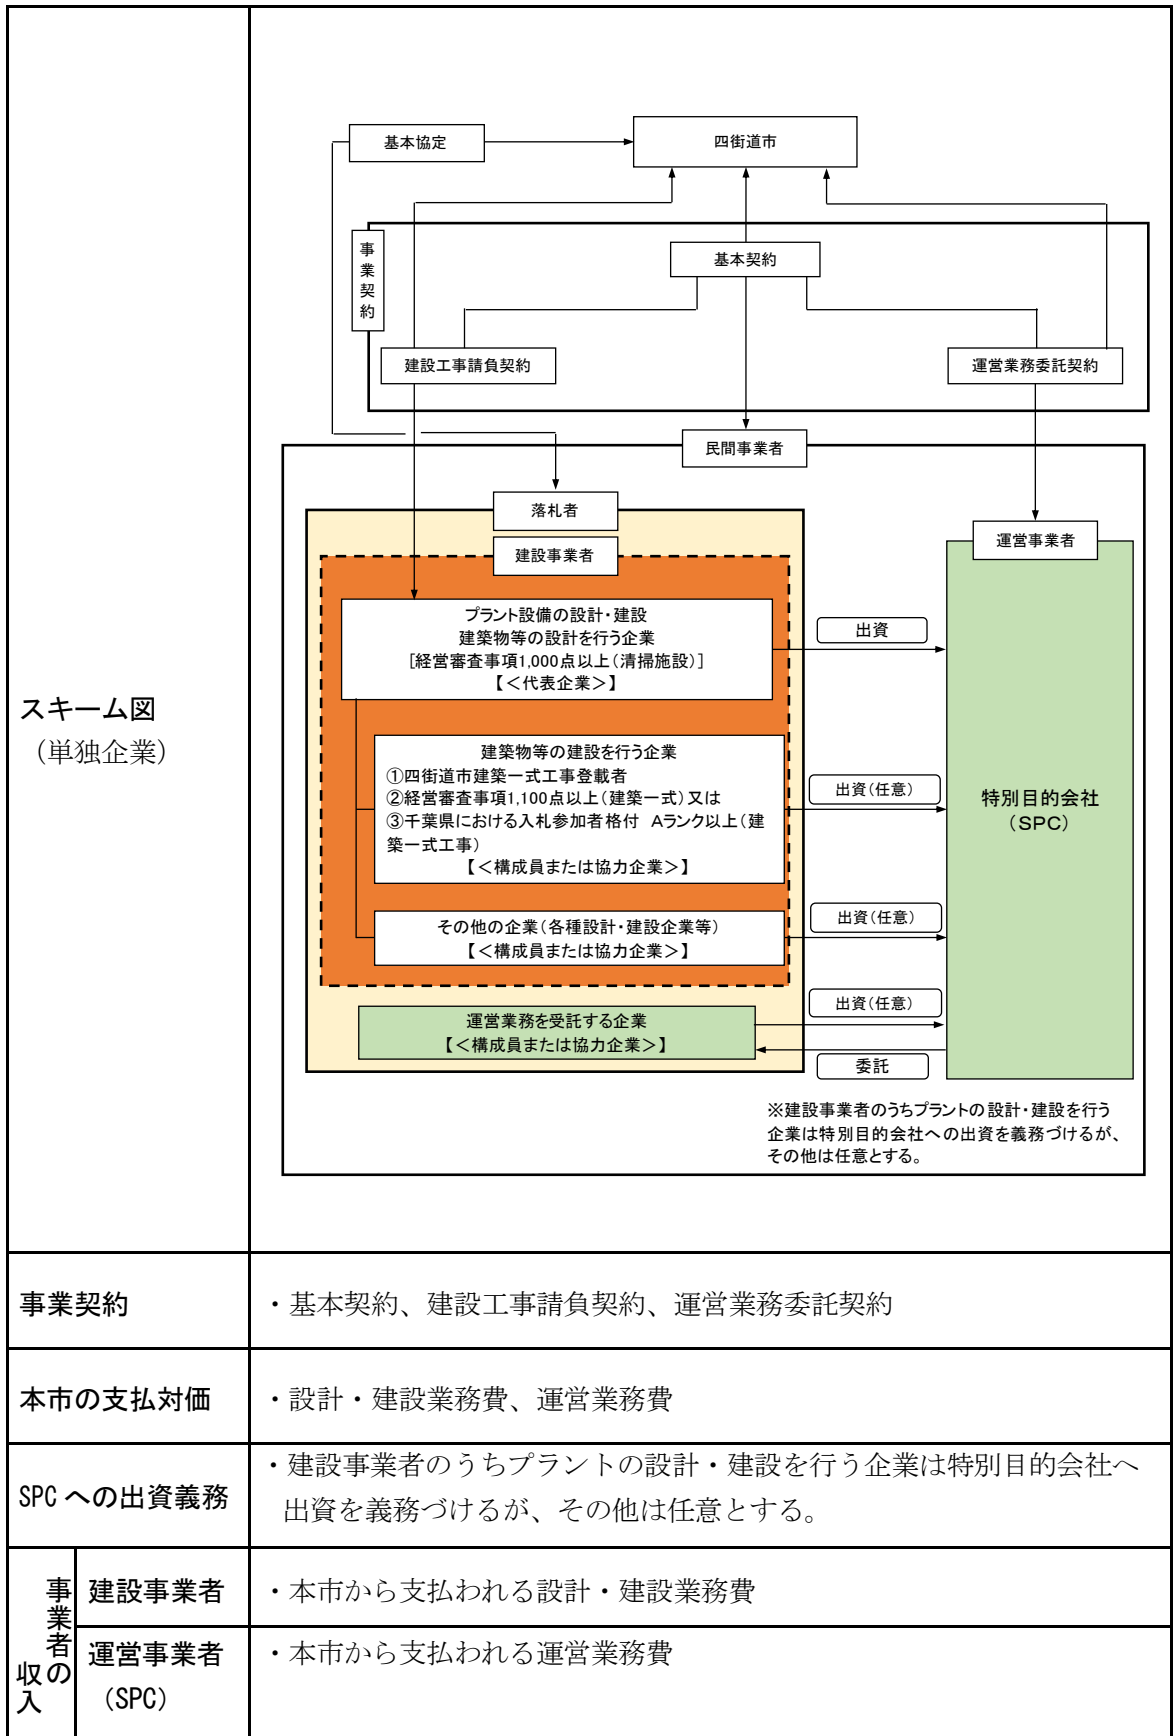 スキーム図
（単独企業）
基本協定
四街道市
事業契約
基本契約
建設工事請負契約
運営業務委託契約
民間事業者
落札者
建設事業者
運営事業者
プラント設備の設計・建設
建築物等の設計を行う企業
［経営審査事項1,000点以上（清掃施設）］
【＜代表企業＞】
出資
建築物等の建設を行う企業
①四街道市建築一式工事登載者
②経営審査事項1,100点以上（建築一式）又は
③千葉県における入札参加者格付　Aランク以上（建
築一式工事）
【＜構成員または協力企業＞】
出資（任意）
特別目的会社
（SPC）
その他の企業（各種設計・建設企業等）
【＜構成員または協力企業＞】
出資（任意）
運営業務を受託する企業
【＜構成員または協力企業＞】
出資（任意）
委託
※建設事業者のうちプラントの設計・建設を行う
企業は特別目的会社への出資を義務づけるが、
その他は任意とする。
事業契約
・基本契約、建設工事請負契約、運営業務委託契約
本市の支払対価
・設計・建設業務費、運営業務費
SPCへの出資義務
・建設事業者のうちプラントの設計・建設を行う企業は特別目的会社へ
出資を義務づけるが、その他は任意とする。
事業者の
収入
建設事業者
・本市から支払われる設計・建設業務費
運営事業者
（SPC）
・本市から支払われる運営業務費